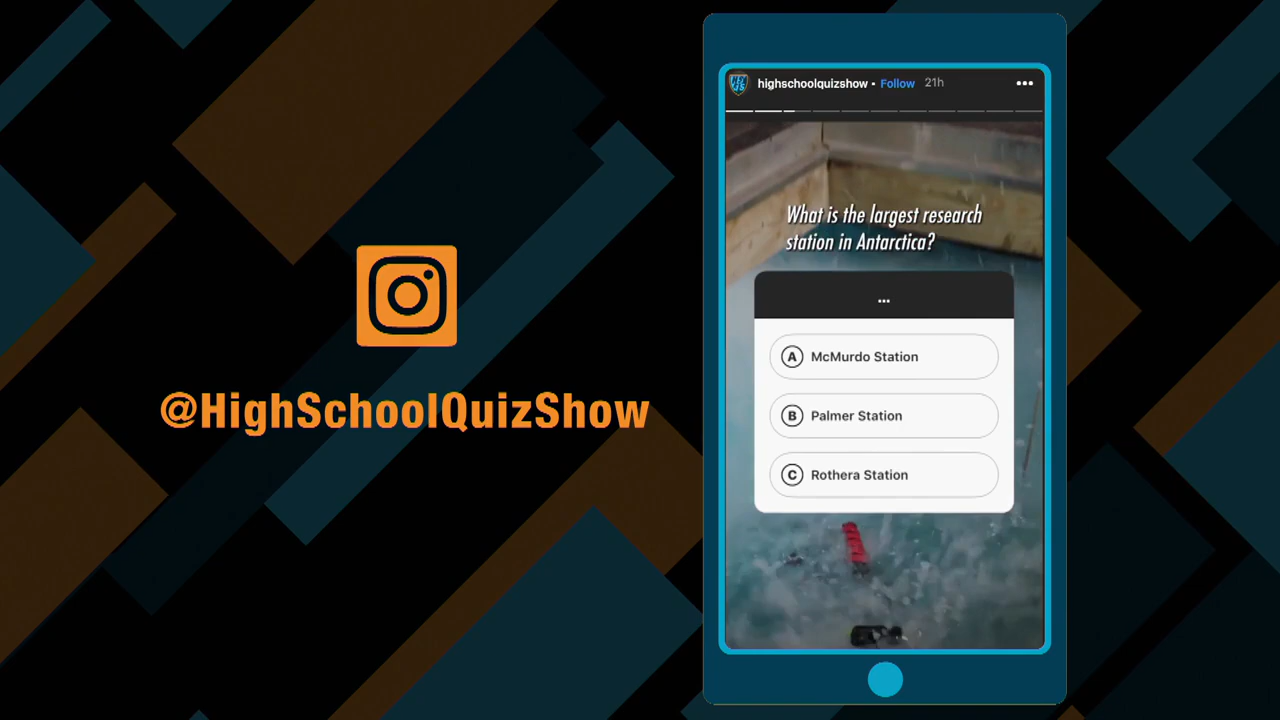 @HighSchoolQuizShow
highschoolquizshow • Follow 21h
What is the largest research
station in Antarctica?
...
A McMurdo Station
B Palmer Station
C Rothera Station